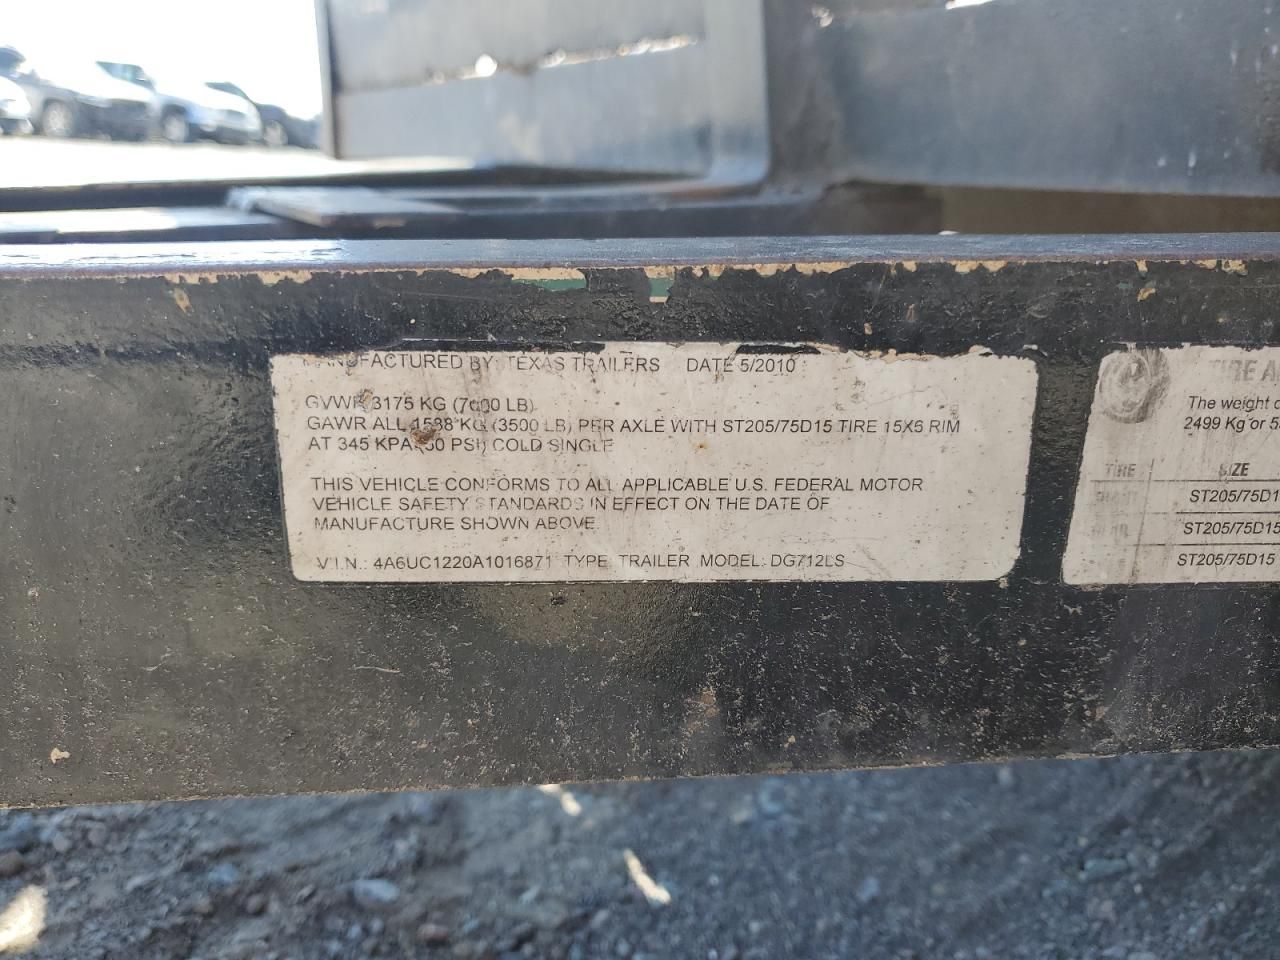 MANUFACTURED BY: TEXAS TRAILERS DATE 5/2010
GVWR 3175 KG (7000 LB)
GAWR ALL 1588 KG (3500 LB) PER AXLE WITH ST205/75D15 TIRE 15X6 RIM
AT 345 KPA (50 PSI) COLD SINGLE
THIS VEHICLE CONFORMS TO ALL APPLICABLE U.S. FEDERAL MOTOR
VEHICLE SAFETY STANDARDS IN EFFECT ON THE DATE OF
MANUFACTURE SHOWN ABOVE
V.I.N.: 4A6UC1220A1016871 TYPE: TRAILER MODEL: DG712LS
TIRE A
The weight
2499 Kg or
TIRE SIZE
ST205/75D1
ST205/75D15
ST205/75D15